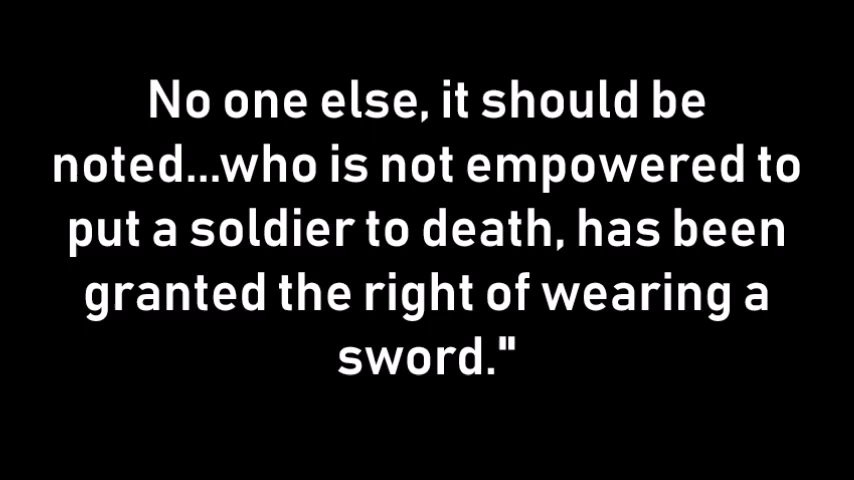 No one else, it should be
noted...who is not empowered to
put a soldier to death, has been
granted the right of wearing a
sword."